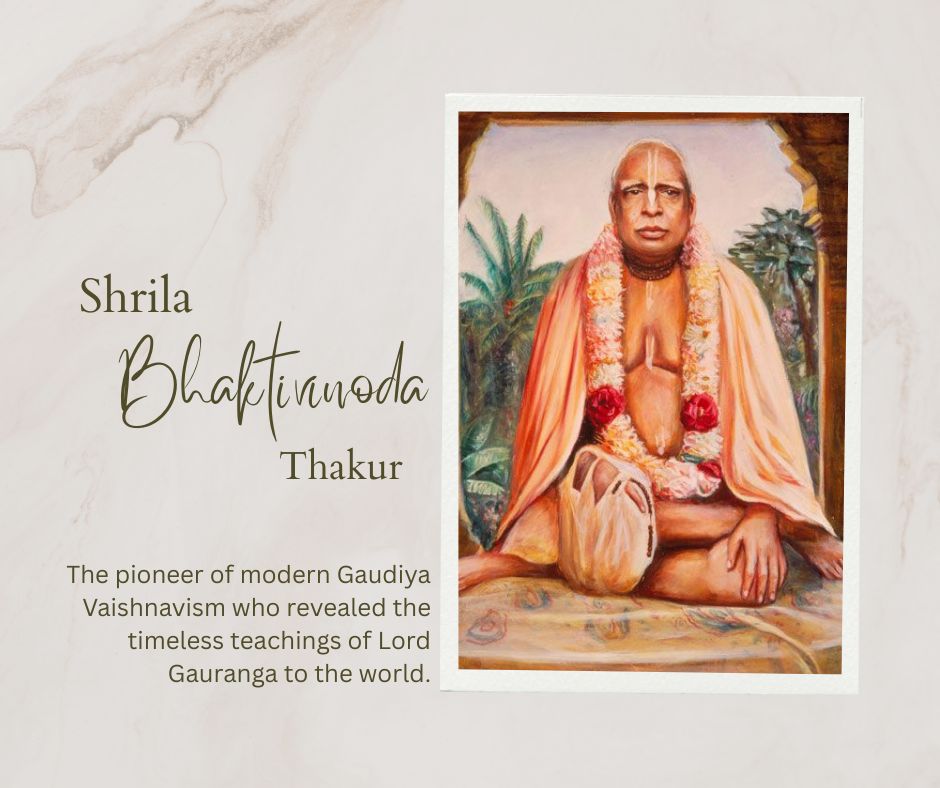 Shrila
Bhaktivinoda
Thakur
The pioneer of modern Gaudiya
Vaishnavism who revealed the
timeless teachings of Lord
Gauranga to the world.